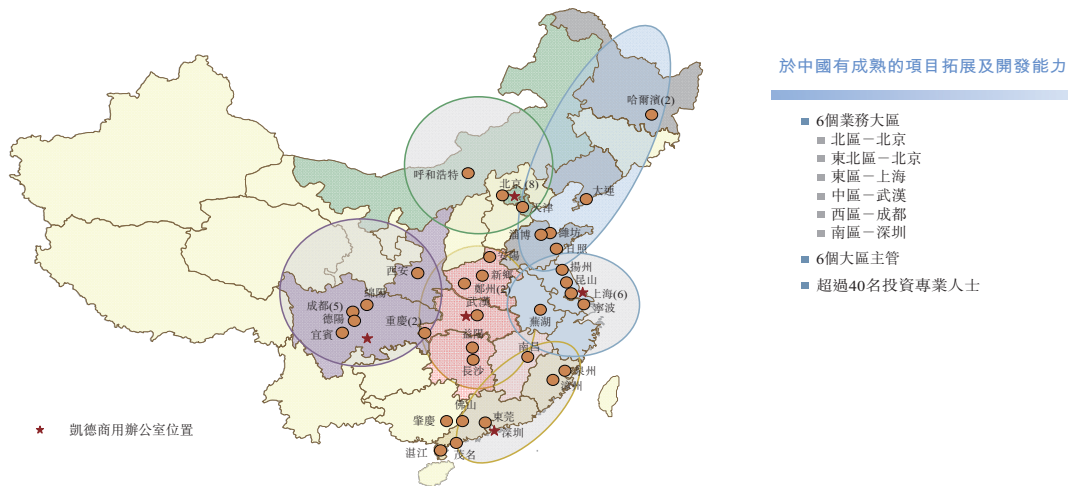 於中國有成熟的項目拓展及開發能力
6個業務大區
北區－北京
東北區－北京
東區－上海
中區－武漢
西區－成都
南區－深圳
6個大區主管
超過40名投資專業人士
哈爾濱(2)
呼和浩特
北京(8)
大連
天津
淄博
濰坊
日照
安陽
西安
新鄉
揚州
昆山
鄭州(2)
上海(6)
綿陽
武漢
寧波
成都(5)
德陽
重慶(2)
蕪湖
宜賓
益陽
南昌
長沙
泉州
漳州
佛山
肇慶
東莞
深圳
湛江
茂名
凱德商用辦公室位置